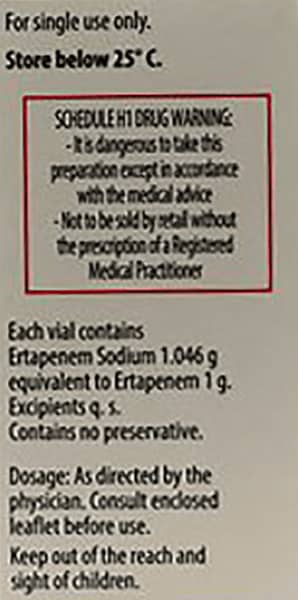 For single use only.
Store below 25° C.
SCHEDULE H1 DRUG WARNING:
- It is dangerous to take this
preparation except in accordance
with the medical advice
- Not to be sold by retail without
the prescription of a Registered
Medical Practitioner
Each vial contains
Ertapenem Sodium 1.046 g
equivalent to Ertapenem 1 g.
Excipients q. s.
Contains no preservative.
Dosage: As directed by the
physician. Consult enclosed
leaflet before use.
Keep out of the reach and
sight of children.